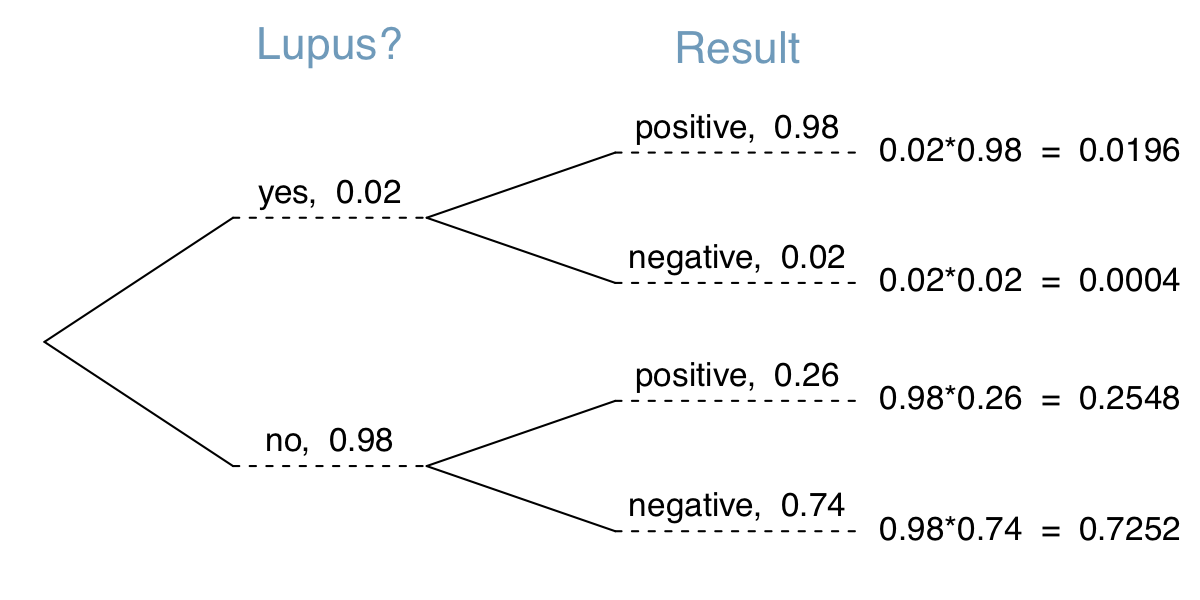 Lupus? Result
positive, 0.98 0.02*0.98 = 0.0196
yes, 0.02
negative, 0.02 0.02*0.02 = 0.0004
positive, 0.26 0.98*0.26 = 0.2548
no, 0.98
negative, 0.74 0.98*0.74 = 0.7252